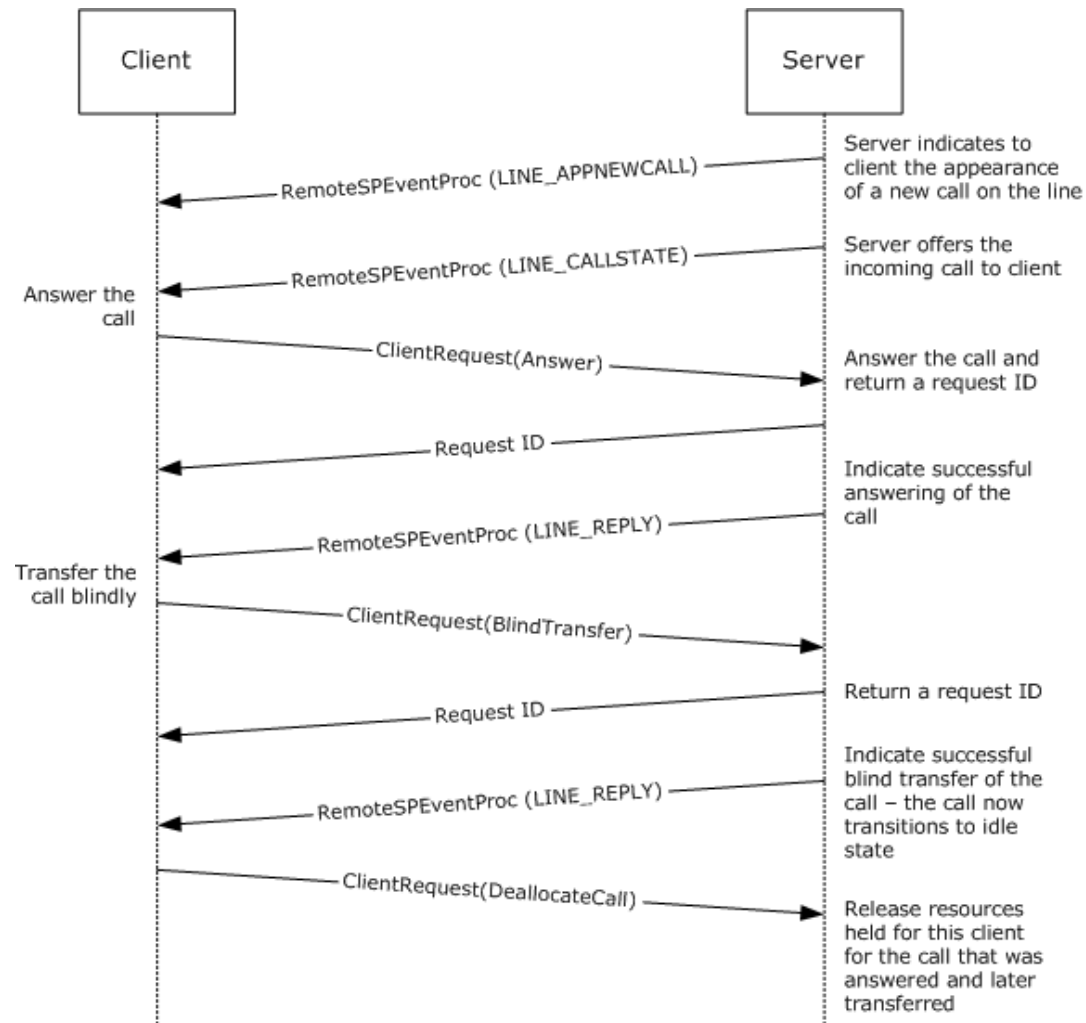 Client
Server
Server indicates to
client the appearance
of a new call on the line
RemoteSPEventProc (LINE_APPNEWCALL)
Server offers the
incoming call to client
RemoteSPEventProc (LINE_CALLSTATE)
Answer the
call
ClientRequest(Answer)
Answer the call and
return a request ID
Request ID
Indicate successful
answering of the
call
RemoteSPEventProc (LINE_REPLY)
Transfer the
call blindly
ClientRequest(BlindTransfer)
Return a request ID
Request ID
Indicate successful
blind transfer of the
call – the call now
transitions to idle
state
RemoteSPEventProc (LINE_REPLY)
ClientRequest(DeallocateCall)
Release resources
held for this client
for the call that was
answered and later
transferred